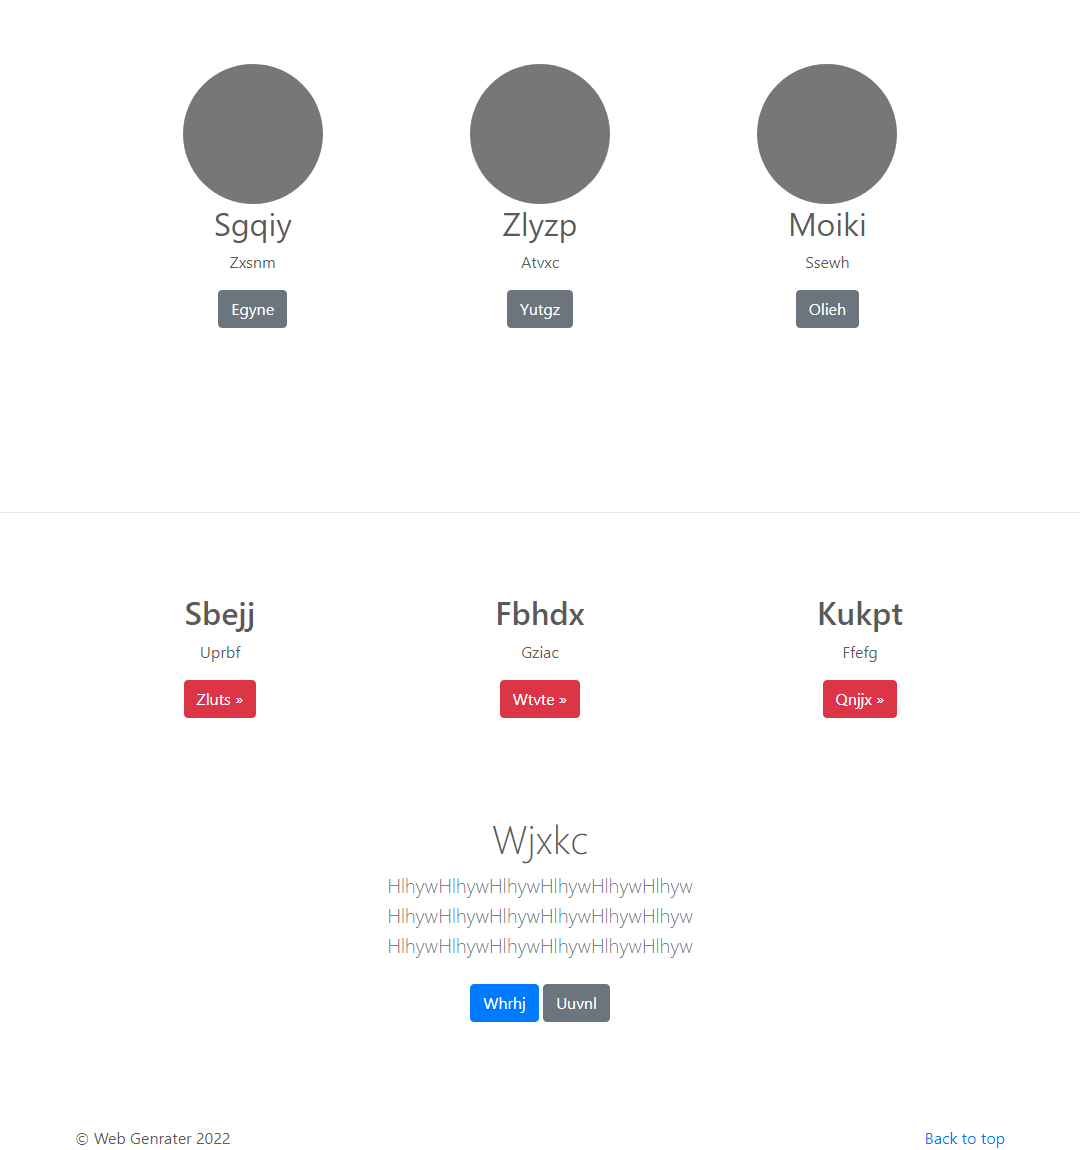 Sgqiy
Zxsnm
Egyne
Zlyzp
Atvxc
Yutgz
Moiki
Ssewh
Olieh
Sbejj
Uprbf
Zluts »
Fbhdx
Gziac
Wtvte »
Kukpt
Ffefg
Qnjjx »
Wjxkc
HlhywHlhywHlhywHlhywHlhywHlhyw
HlhywHlhywHlhywHlhywHlhywHlhyw
HlhywHlhywHlhywHlhywHlhywHlhyw
Whrhj Uuvnl
© Web Genrater 2022
Back to top